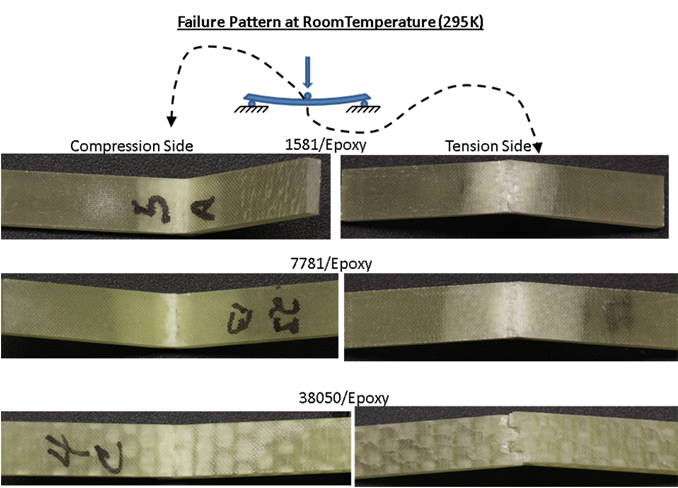 Failure Pattern at RoomTemperature (295K)
1581/Epoxy
Compression Side
Tension Side
7781/Epoxy
38050/Epoxy